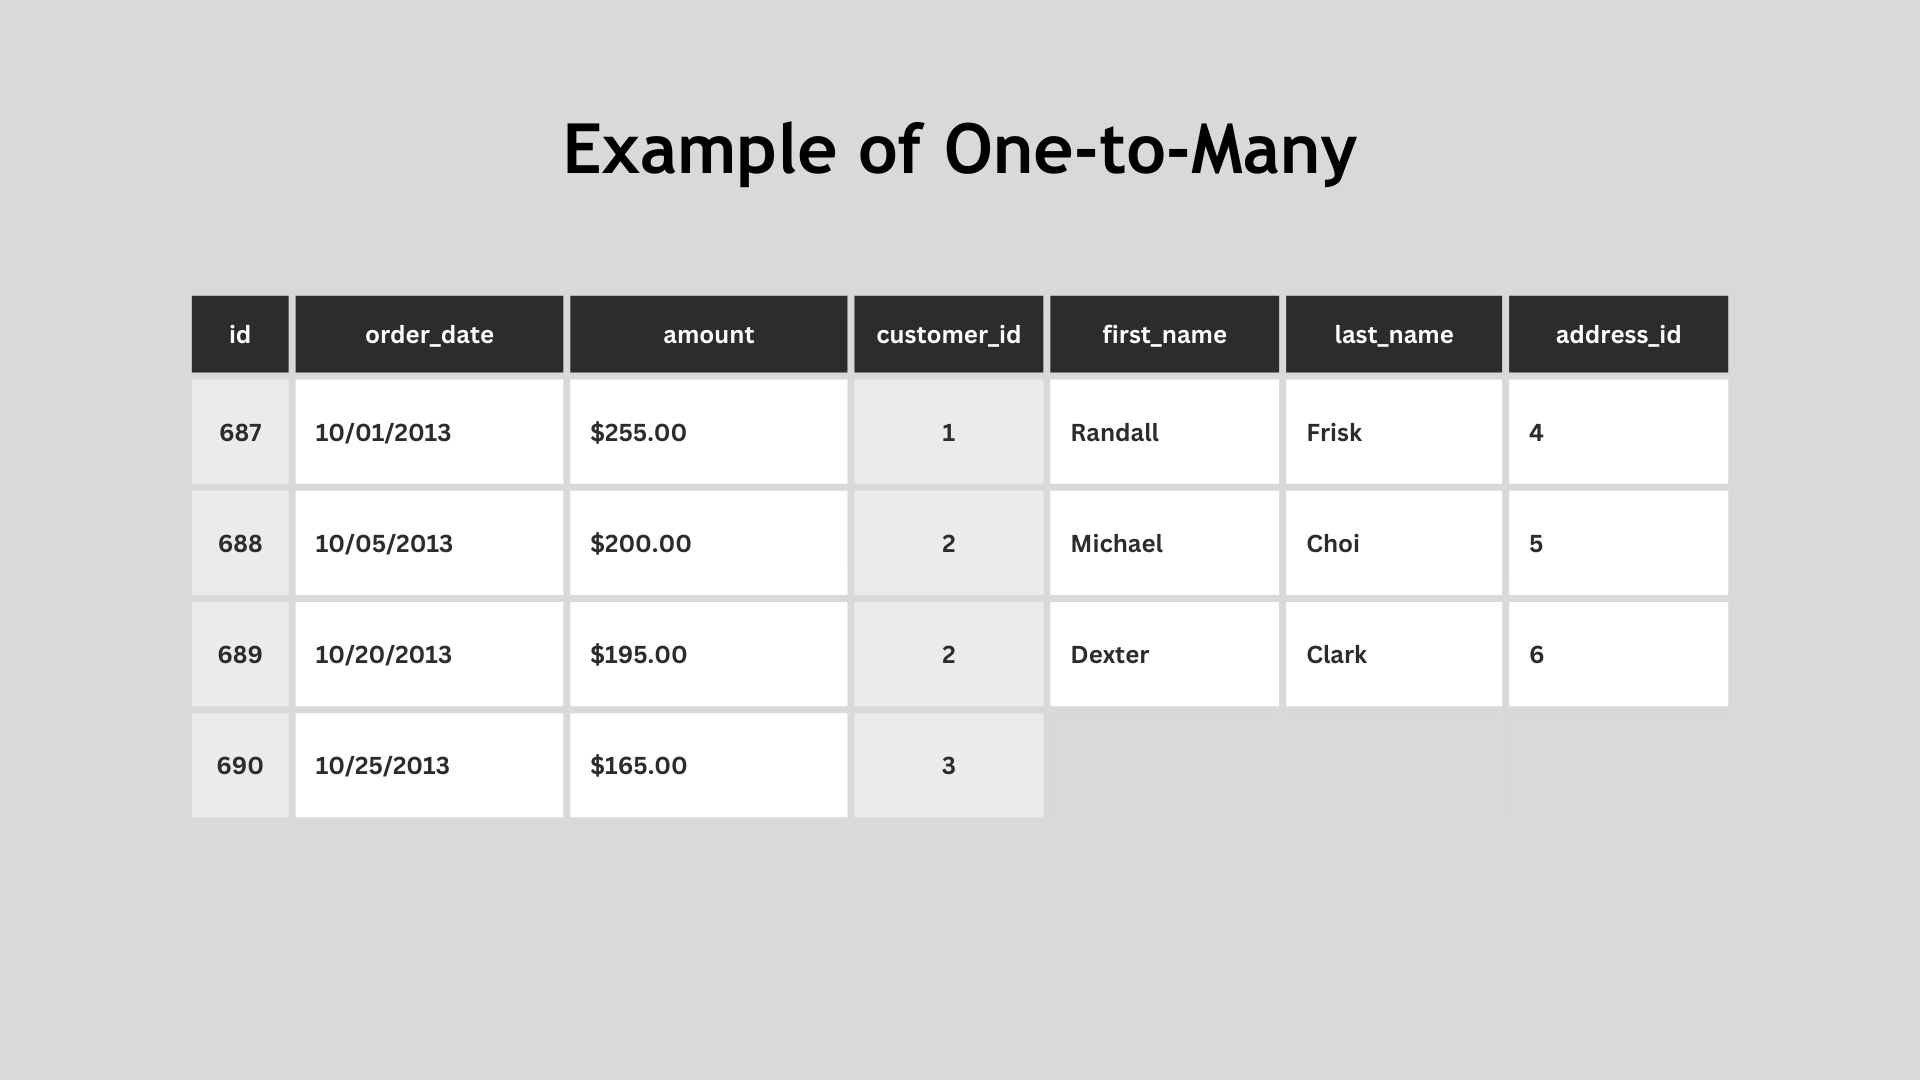 Example of One-to-Many
id order_date amount customer_id first_name last_name address_id
687 10/01/2013 $255.00 1 Randall Frisk 4
688 10/05/2013 $200.00 2 Michael Choi 5
689 10/20/2013 $195.00 2 Dexter Clark 6
690 10/25/2013 $165.00 3